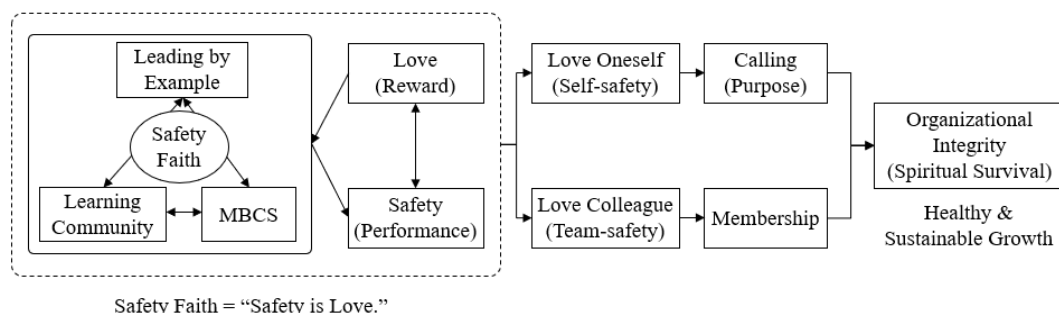 Leading by
Example
Safety
Faith
Learning
Community
MBCS
Love
(Reward)
Safety
(Performance)
Love Oneself
(Self-safety)
Calling
(Purpose)
Love Colleague
(Team-safety)
Membership
Organizational
Integrity
(Spiritual Survival)
Healthy &
Sustainable Growth
Safety Faith = “Safety is Love.”